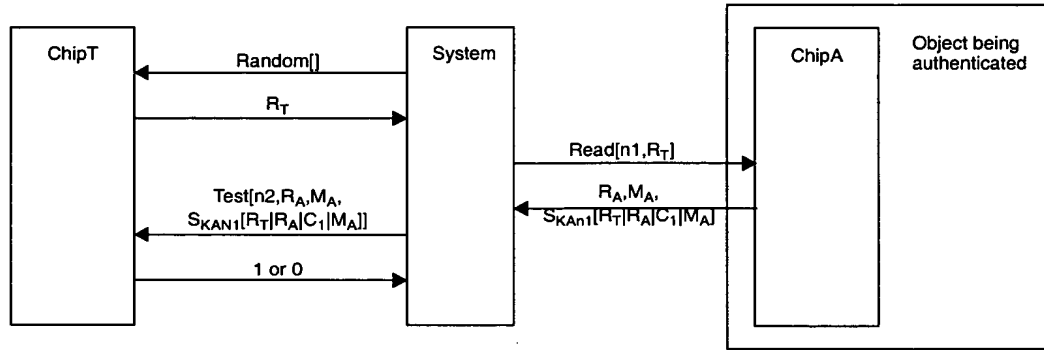 ChipT
System
ChipA
Object being
authenticated
Random[]
R_T
Read[n1,R_T]
R_A,M_A,
S_KAn1[R_T|R_A|C_1|M_A]
Test[n2,R_A,M_A,
S_KAN1[R_T|R_A|C_1|M_A]]
1 or 0